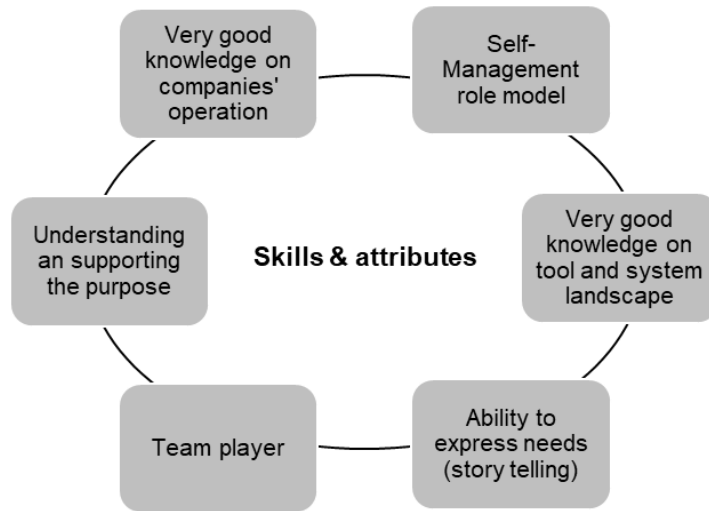 Very good
knowledge on
companies'
operation
Self-
Management
role model
Understanding
an supporting
the purpose
Skills & attributes
Very good
knowledge on
tool and system
landscape
Team player
Ability to
express needs
(story telling)